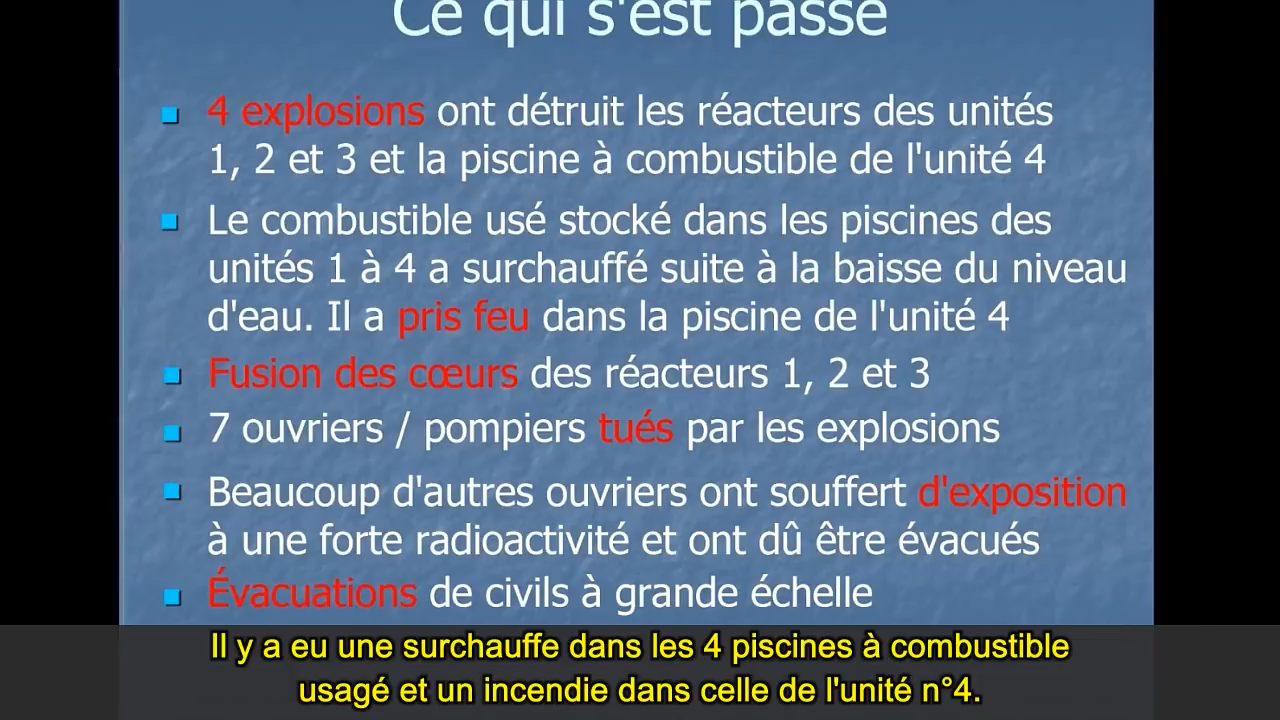 Ce qui s'est passé
4 explosions ont détruit les réacteurs des unités
1, 2 et 3 et la piscine à combustible de l'unité 4
Le combustible usé stocké dans les piscines des
unités 1 à 4 a surchauffé suite à la baisse du niveau
d'eau. Il a pris feu dans la piscine de l'unité 4
Fusion des cœurs des réacteurs 1, 2 et 3
7 ouvriers / pompiers tués par les explosions
Beaucoup d'autres ouvriers ont souffert d'exposition
à une forte radioactivité et ont dû être évacués
Évacuations de civils à grande échelle
Il y a eu une surchauffe dans les 4 piscines à combustible
usagé et un incendie dans celle de l'unité n°4.